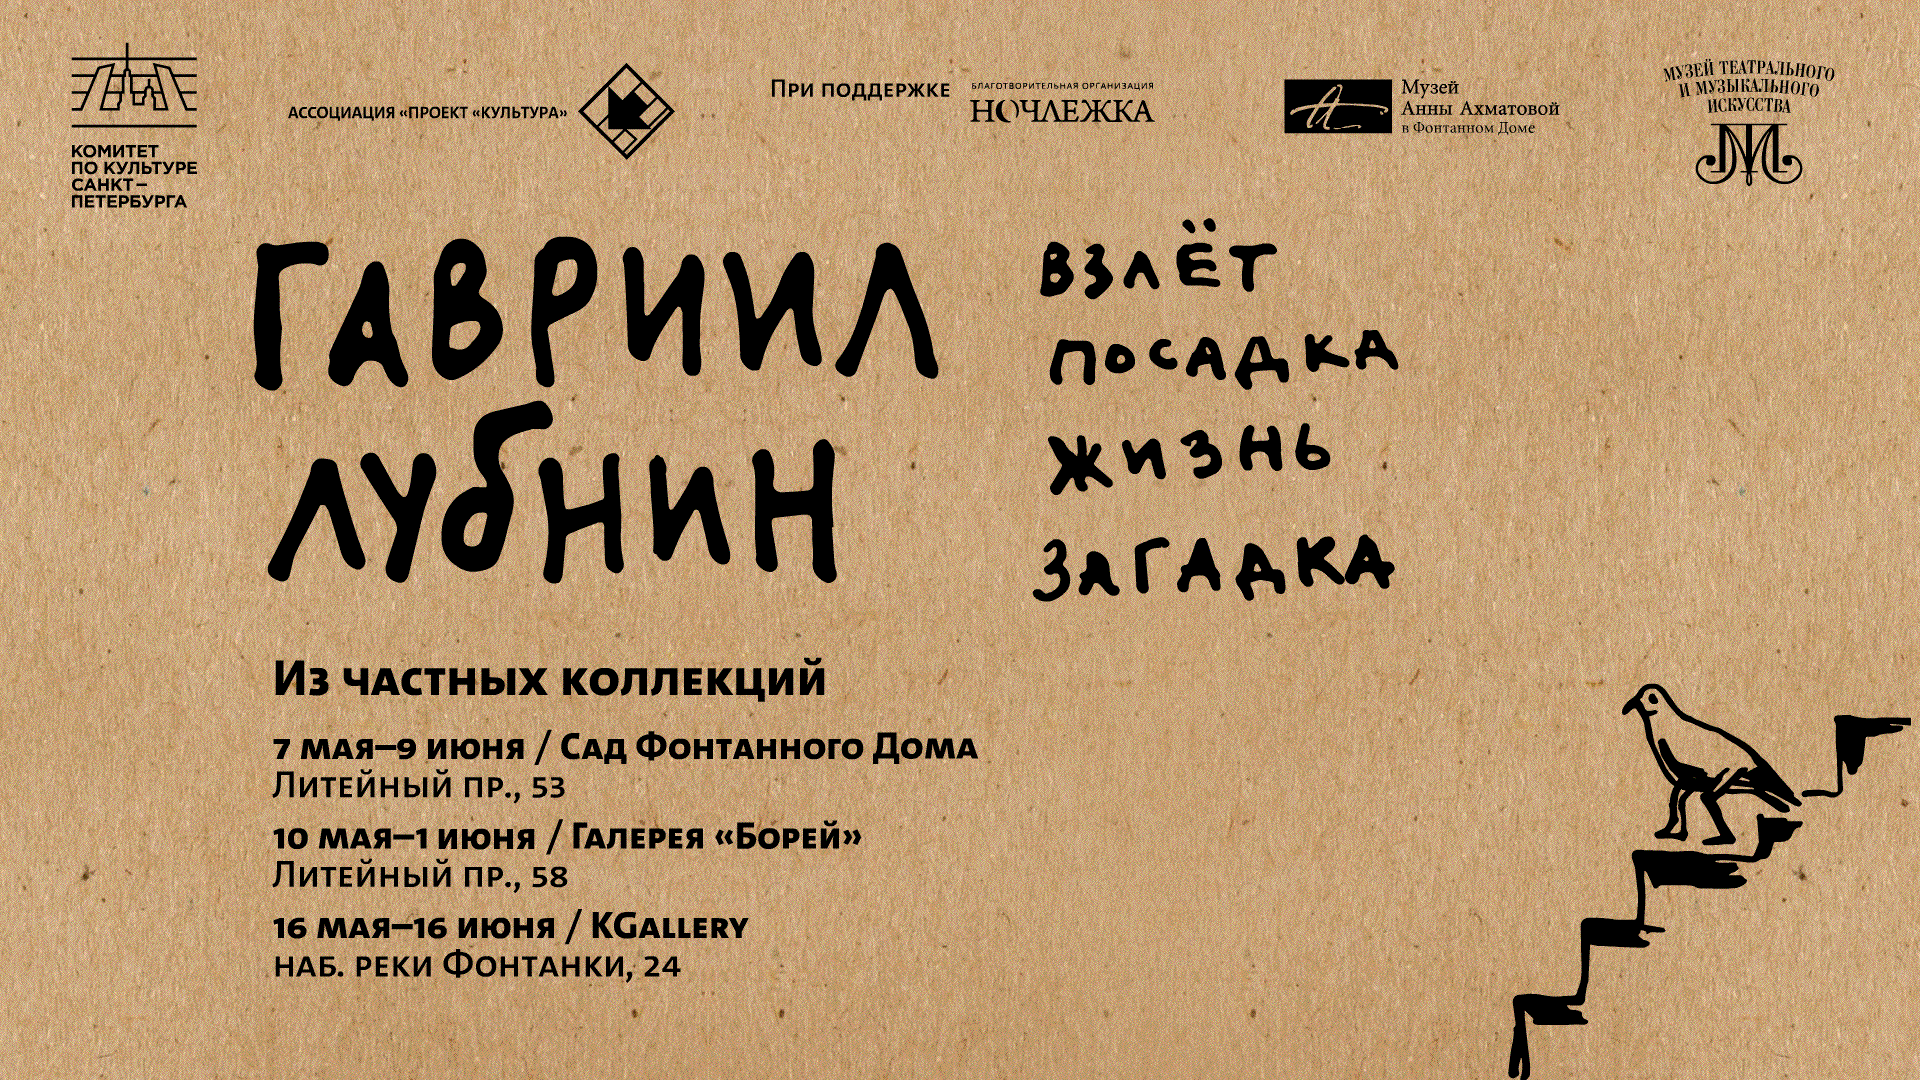 КОМИТЕТ
ПО КУЛЬТУРЕ
САНКТ–
ПЕТЕРБУРГА
АССОЦИАЦИЯ «ПРОЕКТ «КУЛЬТУРА»
При поддержке
БЛАГОТВОРИТЕЛЬНАЯ ОРГАНИЗАЦИЯ
НОЧЛЕЖКА
Музей
Анны Ахматовой
в Фонтанном Доме
МУЗЕЙ ТЕАТРАЛЬНОГО
И МУЗЫКАЛЬНОГО
ИСКУССТВА
ГАВРИИЛ
ЛУБНИН
ВЗЛЁТ
ПОСАДКА
ЖИЗНЬ
ЗАГАДКА
Из частных коллекций
7 мая–9 июня / Сад Фонтанного Дома
Литейный пр., 53
10 мая–1 июня / Галерея «Борей»
Литейный пр., 58
16 мая–16 июня / KGallery
наб. реки Фонтанки, 24